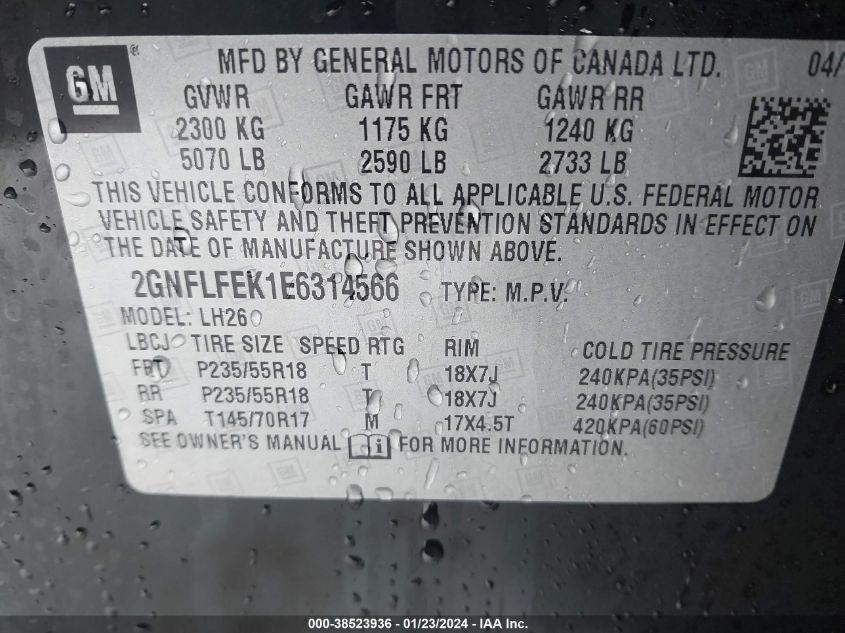 GM ® MFD BY GENERAL MOTORS OF CANADA LTD. 04/
GVWR GAWR FRT GAWR RR
2300 KG 1175 KG 1240 KG
5070 LB 2590 LB 2733 LB
THIS VEHICLE CONFORMS TO ALL APPLICABLE U.S. FEDERAL MOTOR
VEHICLE SAFETY AND THEFT PREVENTION STANDARDS IN EFFECT ON
THE DATE OF MANUFACTURE SHOWN ABOVE.
2GNFLFEK1E6314566 TYPE: M.P.V.
MODEL: LH26
LBCJ TIRE SIZE SPEED RTG RIM COLD TIRE PRESSURE
FRT P235/55R18 T 18X7J 240KPA(35PSI)
RR P235/55R18 T 18X7J 240KPA(35PSI)
SPA T145/70R17 M 17X4.5T 420KPA(60PSI)
SEE OWNER'S MANUAL FOR MORE INFORMATION.
000-38523936 - 01/23/2024 - IAA Inc.